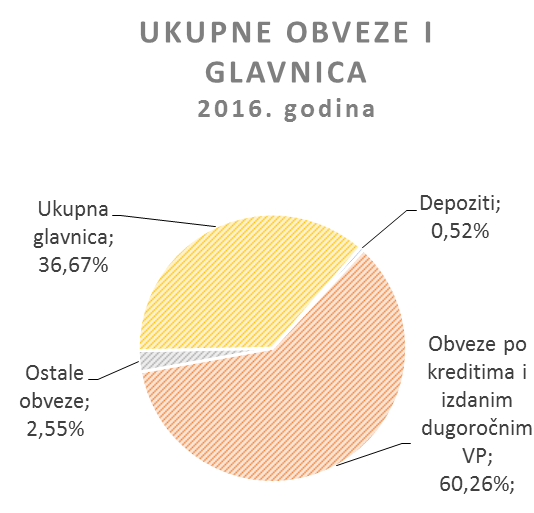 UKUPNE OBVEZE I
GLAVNICA
2016. godina
Ukupna
glavnica;
36,67%
Depoziti;
0,52%
Obveze po
kreditima i
izdanim
dugoročnim
VP;
60,26%;
Ostale
obveze;
2,55%